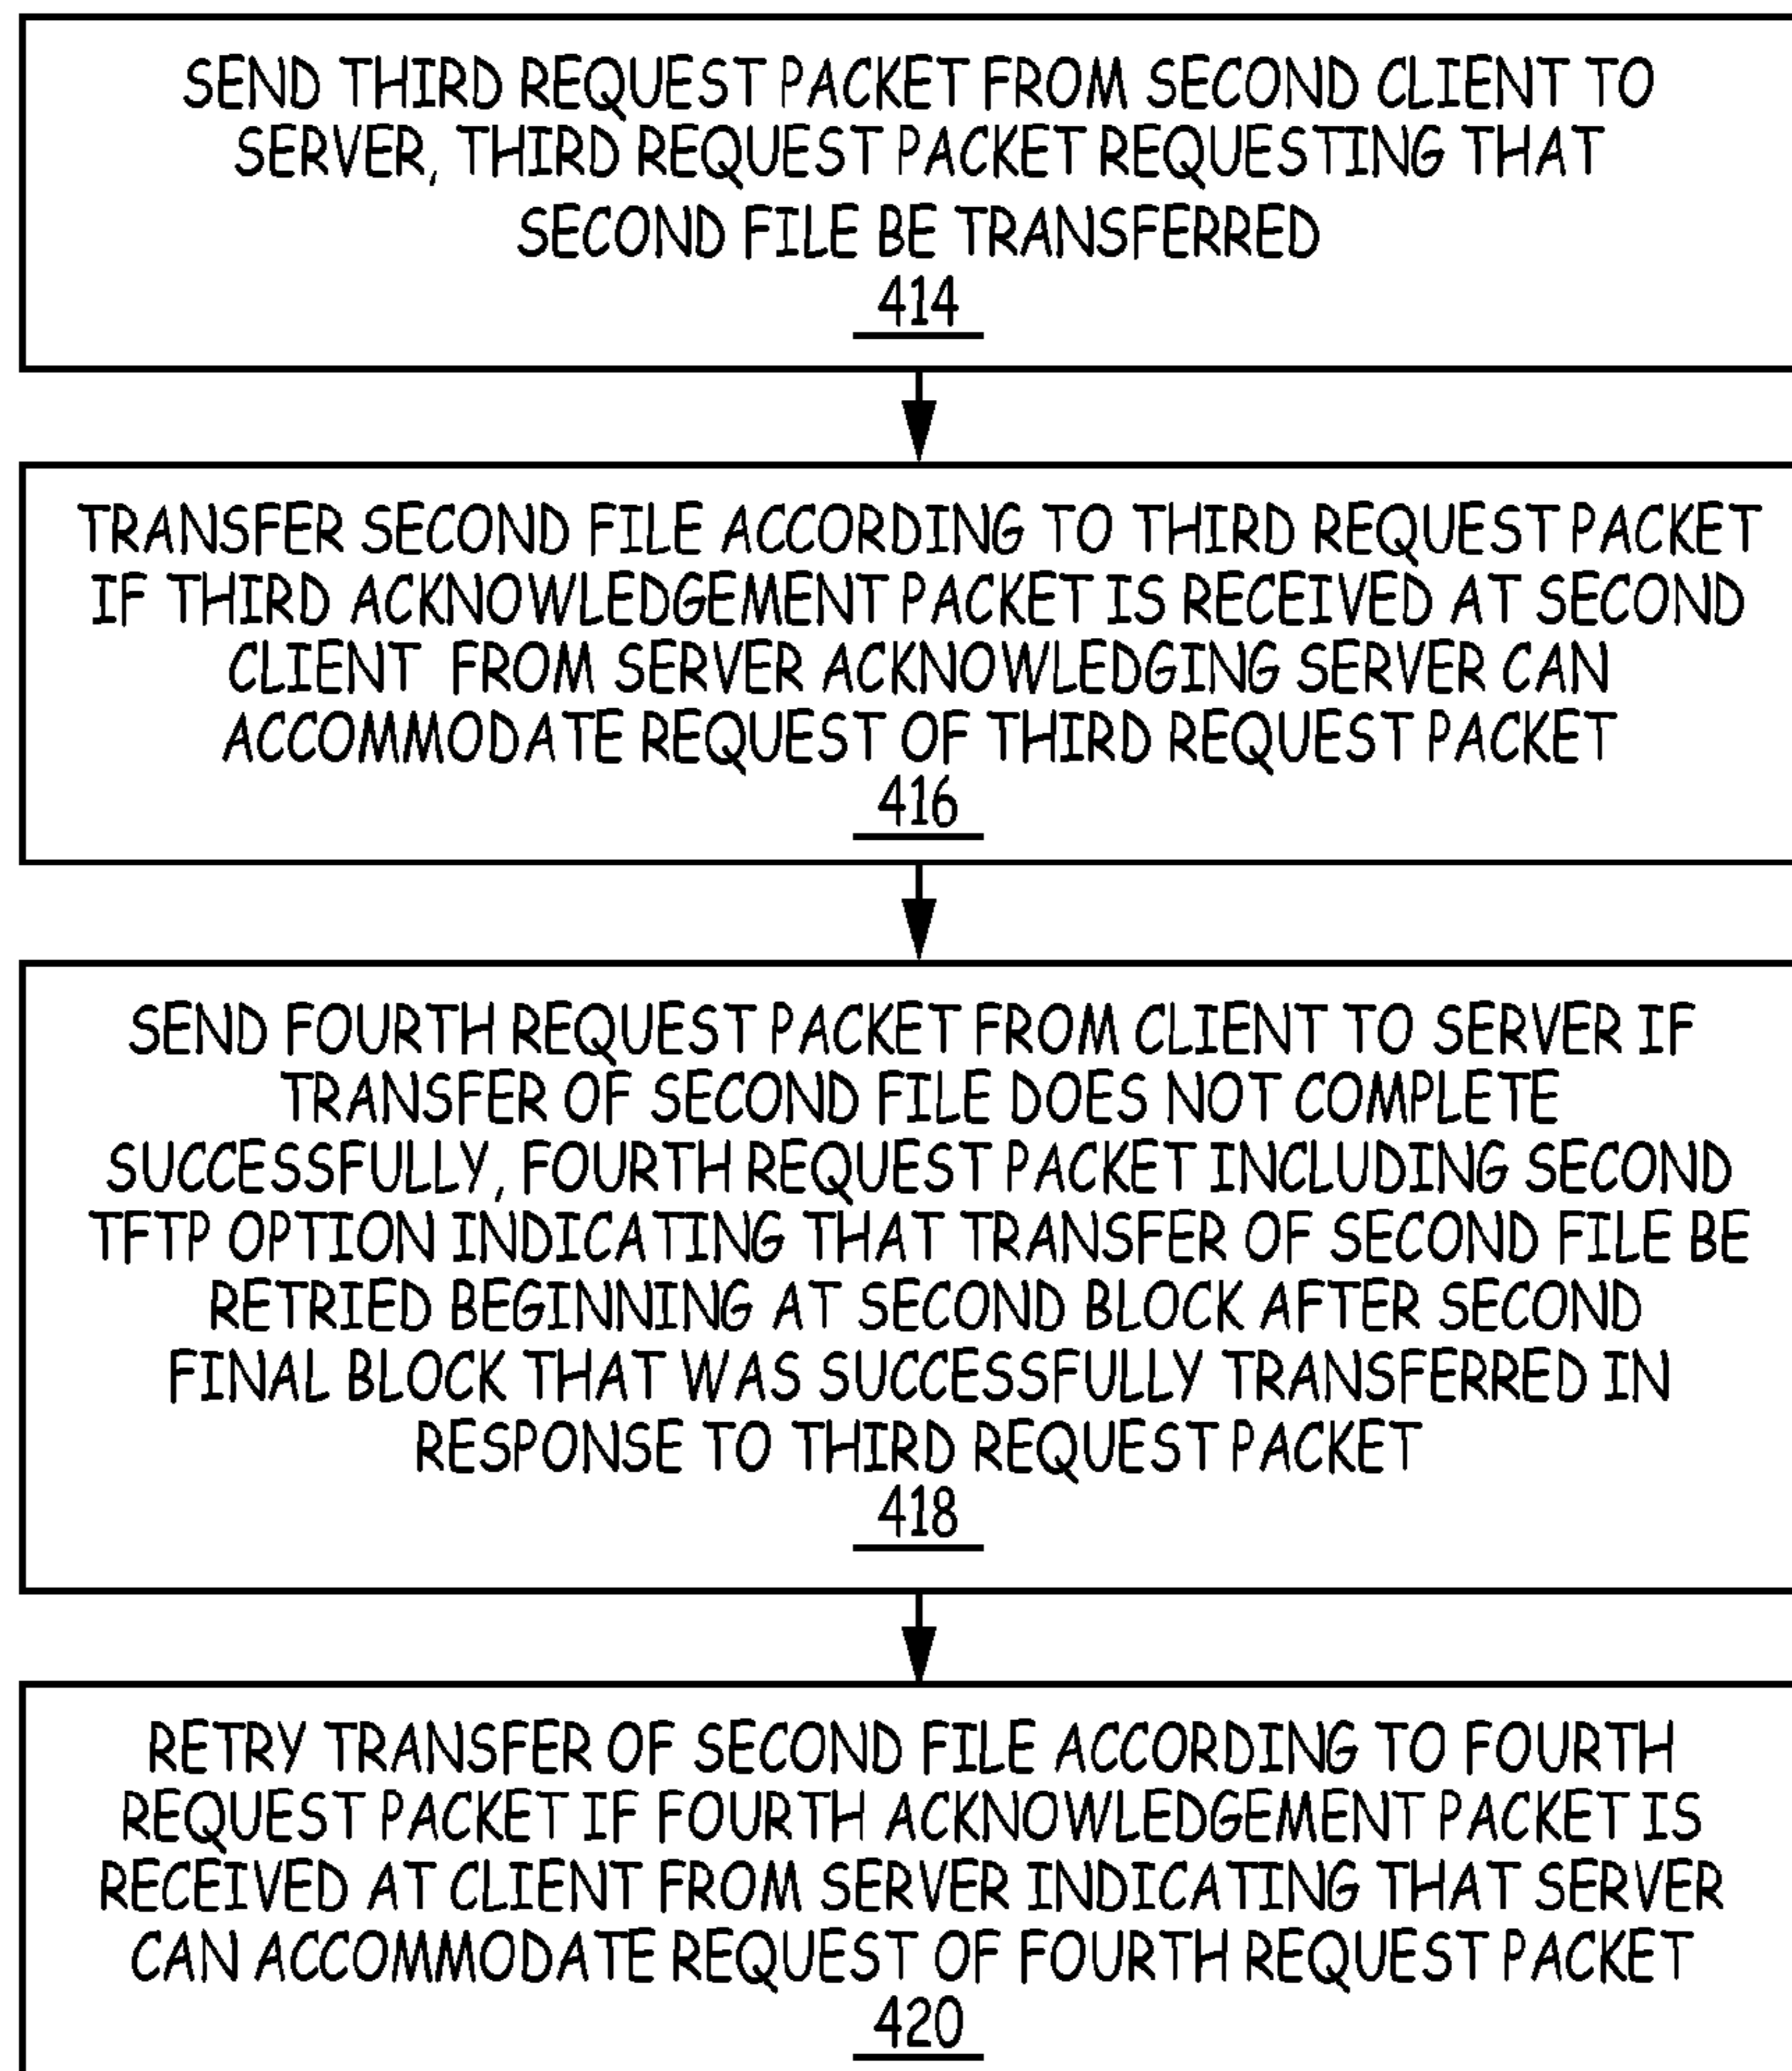 SEND THIRD REQUEST PACKET FROM SECOND CLIENT TO
SERVER, THIRD REQUEST PACKET REQUESTING THAT
SECOND FILE BE TRANSFERRED
414
TRANSFER SECOND FILE ACCORDING TO THIRD REQUEST PACKET
IF THIRD ACKNOWLEDGEMENT PACKET IS RECEIVED AT SECOND
CLIENT FROM SERVER ACKNOWLEDGING SERVER CAN
ACCOMMODATE REQUEST OF THIRD REQUEST PACKET
416
SEND FOURTH REQUEST PACKET FROM CLIENT TO SERVER IF
TRANSFER OF SECOND FILE DOES NOT COMPLETE
SUCCESSFULLY, FOURTH REQUEST PACKET INCLUDING SECOND
TFTP OPTION INDICATING THAT TRANSFER OF SECOND FILE BE
RETRIED BEGINNING AT SECOND BLOCK AFTER SECOND
FINAL BLOCK THAT WAS SUCCESSFULLY TRANSFERRED IN
RESPONSE TO THIRD REQUEST PACKET
418
RETRY TRANSFER OF SECOND FILE ACCORDING TO FOURTH
REQUEST PACKET IF FOURTH ACKNOWLEDGEMENT PACKET IS
RECEIVED AT CLIENT FROM SERVER INDICATING THAT SERVER
CAN ACCOMMODATE REQUEST OF FOURTH REQUEST PACKET
420